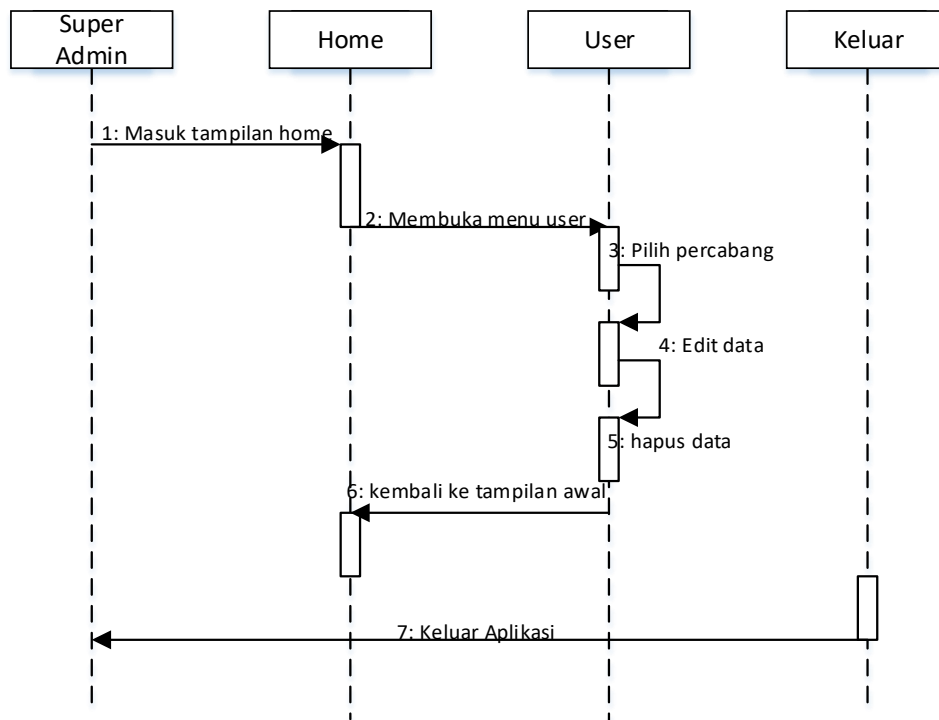 Super
Admin
Home
User
Keluar
1: Masuk tampilan home
2: Membuka menu user
3: Pilih percabang
4: Edit data
5: hapus data
6: kembali ke tampilan awal
7: Keluar Aplikasi